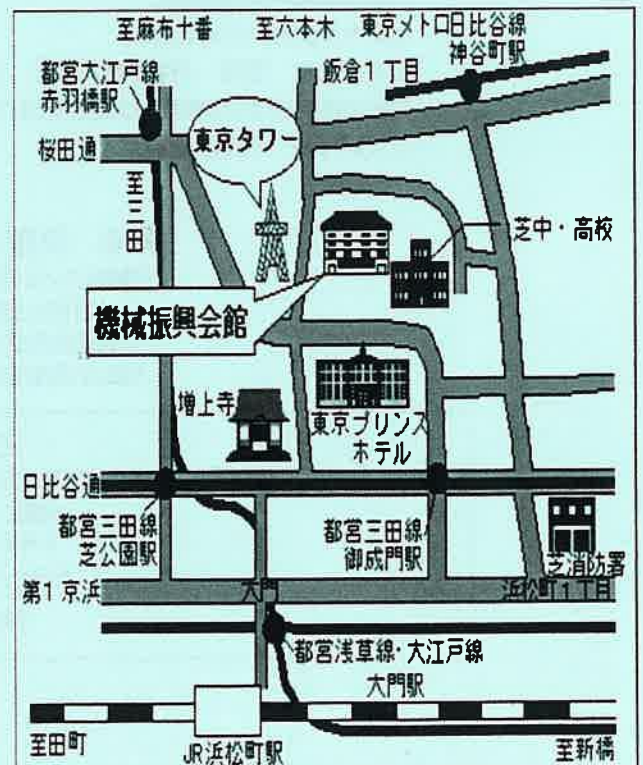 至麻布十番
至六本木
東京メトロ日比谷線
神谷町駅
都営大江戸線
赤羽橋駅
飯倉1丁目
桜田通
東京タワー
至三田
芝中・高校
機械振興会館
増上寺
東京プリンス
ホテル
日比谷通
都営三田線
芝公園駅
都営三田線
御成門駅
芝消防署
第1京浜
大門
浜松町1丁目
都営浅草線・大江戸線
大門駅
至田町
JR浜松町駅
至新橋